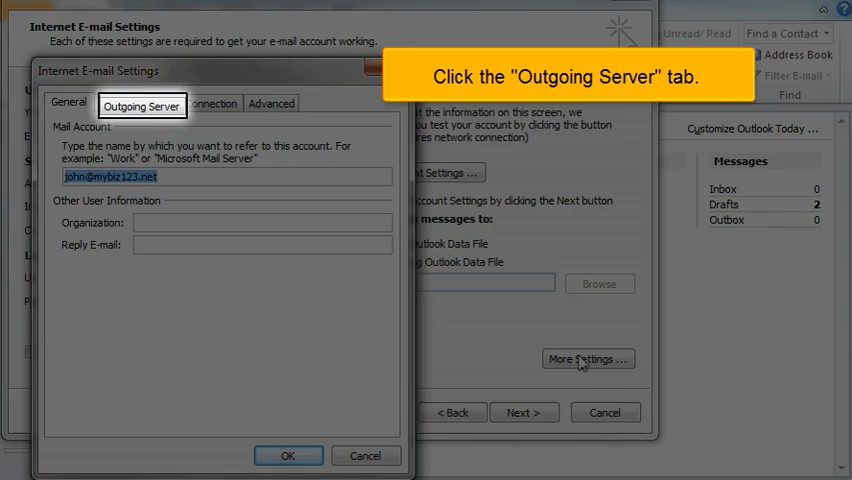 Internet E-mail Settings
Each of these settings are required to get your e-mail account working.
Unread/ Read
Find a Contact
Address Book
Filter E-mail
Find
Click the "Outgoing Server" tab.
Internet E-mail Settings
General
Outgoing Server
Connection
Advanced
Mail Account
Type the name by which you want to refer to this account. For
example: "Work" or "Microsoft Mail Server"
john@mybiz123.net
Other User Information
Organization:
Reply E-mail:
OK
Cancel
out the information on this screen, we
you test your account by clicking the button
res network connection)
nt Settings ...
ccount Settings by clicking the Next button
messages to:
utlook Data File
g Outlook Data File
Browse
More Settings ...
< Back
Next >
Cancel
Customize Outlook Today ...
Messages
Inbox 0
Drafts 2
Outbox 0